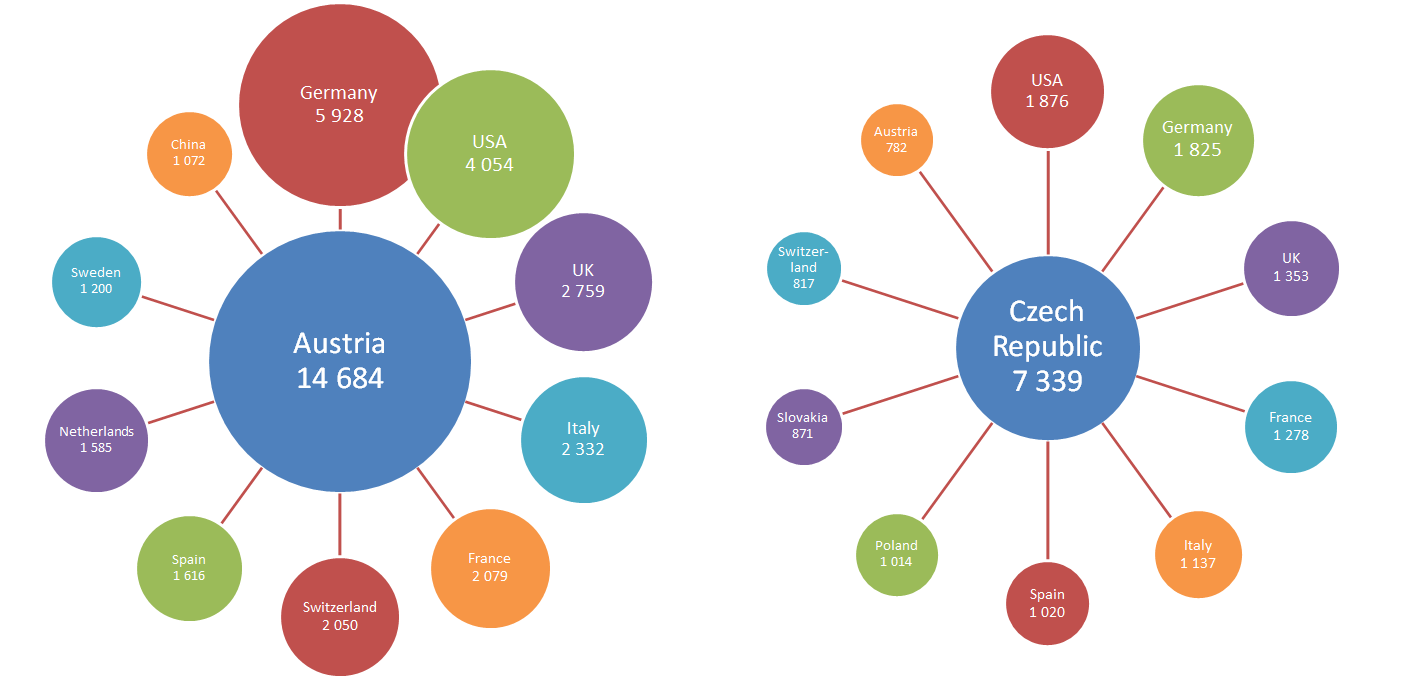 Germany
5 928
USA
4 054
UK
2 759
Italy
2 332
France
2 079
Switzerland
2 050
Spain
1 616
Netherlands
1 585
Sweden
1 200
China
1 072
Austria
14 684
USA
1 876
Germany
1 825
UK
1 353
France
1 278
Italy
1 137
Spain
1 020
Poland
1 014
Slovakia
871
Switzer-
land
817
Austria
782
Czech
Republic
7 339